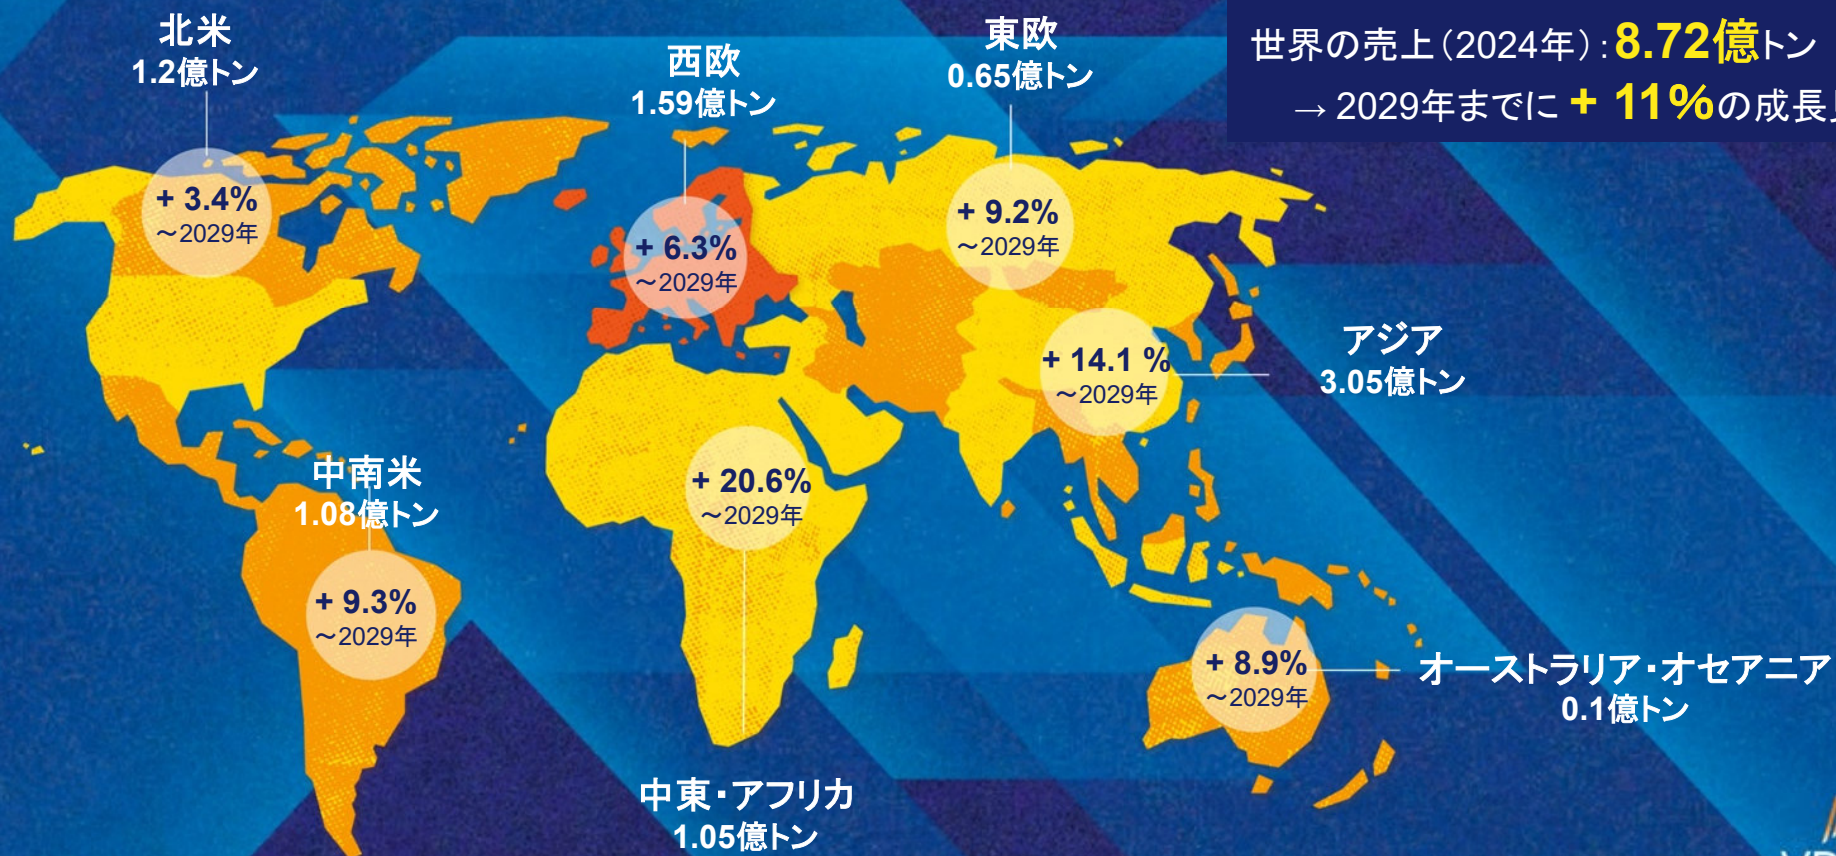 北米
1.2億トン
西欧
1.59億トン
東欧
0.65億トン
世界の売上(2024年):8.72億トン
→ 2029年までに + 11%の成長
+ 3.4%
~2029年
+ 6.3%
~2029年
+ 9.2%
~2029年
+ 14.1 %
~2029年
アジア
3.05億トン
中南米
1.08億トン
+ 20.6%
~2029年
+ 9.3%
~2029年
+ 8.9%
~2029年
オーストラリア・オセアニア
0.1億トン
中東・アフリカ
1.05億トン